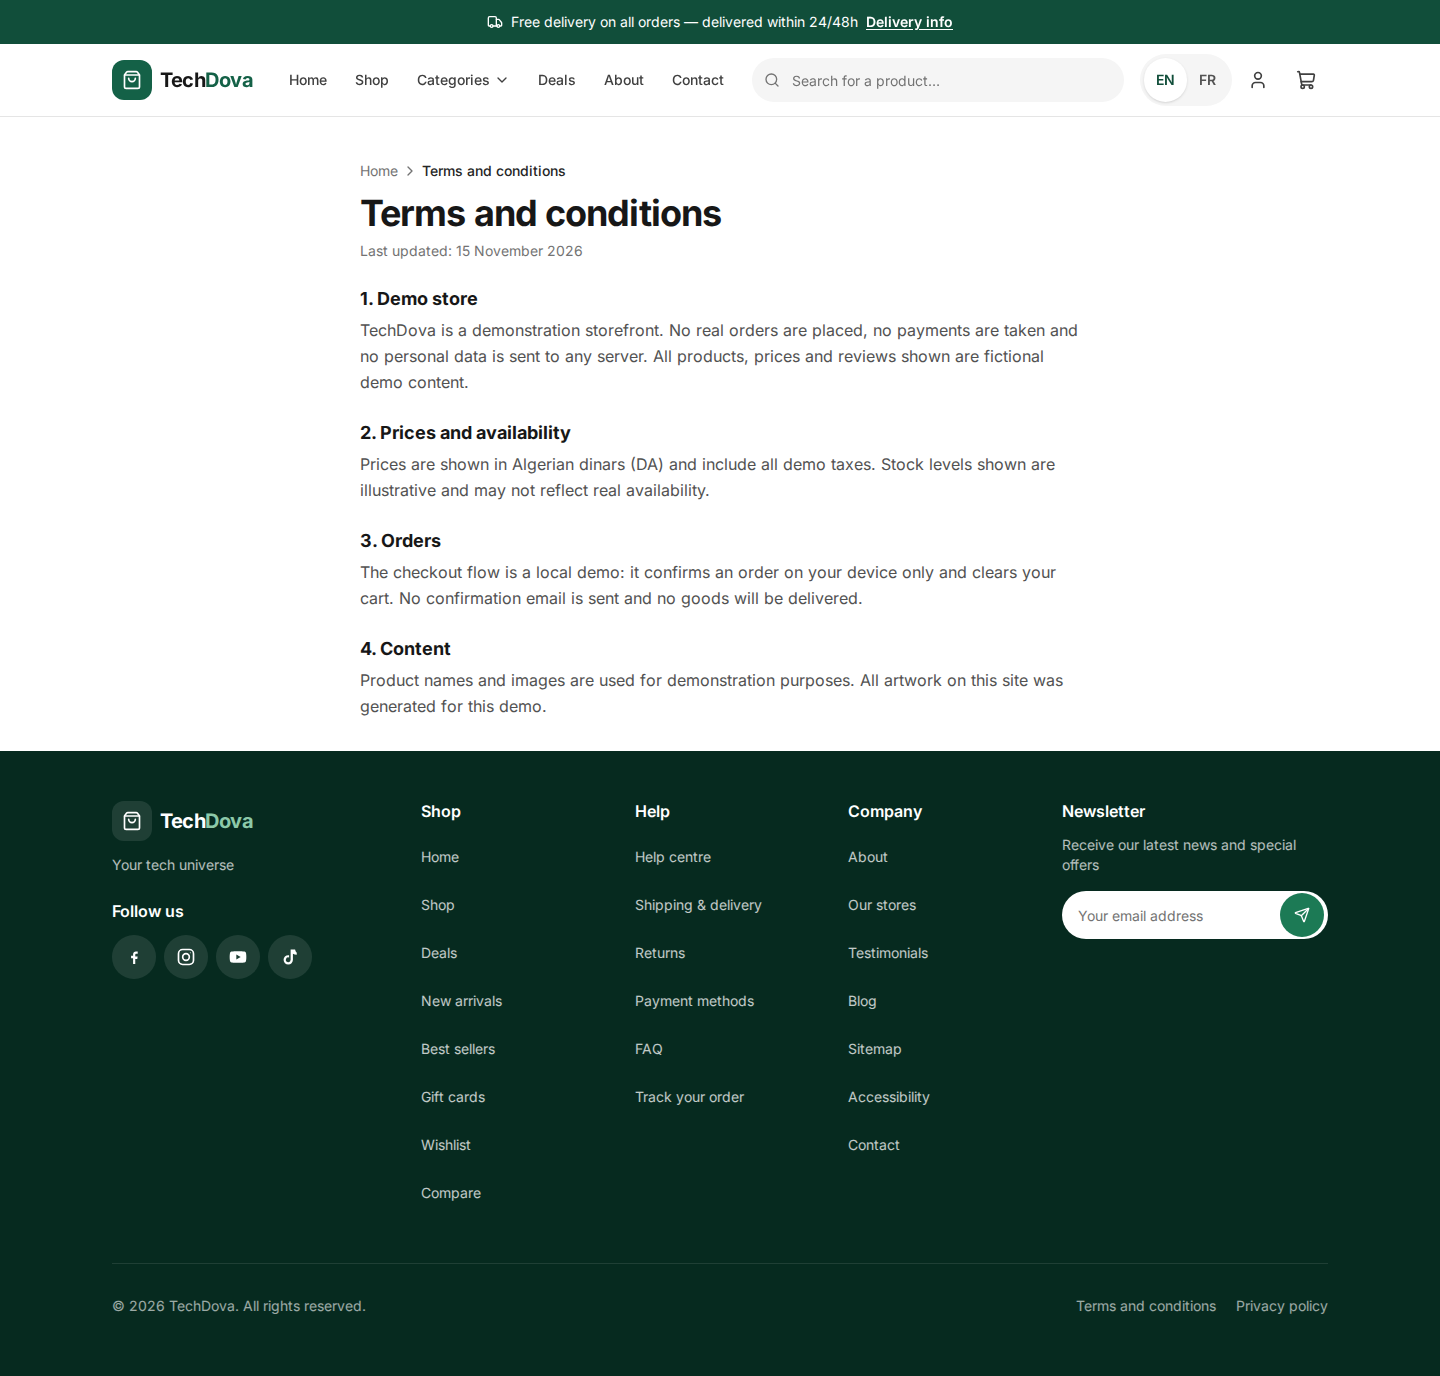 Free delivery on all orders — delivered within 24/48h Delivery info
TechDova Home Shop Categories Deals About Contact Search for a product... EN FR
Home > Terms and conditions
Terms and conditions
Last updated: 15 November 2026
1. Demo store
TechDova is a demonstration storefront. No real orders are placed, no payments are taken and
no personal data is sent to any server. All products, prices and reviews shown are fictional
demo content.
2. Prices and availability
Prices are shown in Algerian dinars (DA) and include all demo taxes. Stock levels shown are
illustrative and may not reflect real availability.
3. Orders
The checkout flow is a local demo: it confirms an order on your device only and clears your
cart. No confirmation email is sent and no goods will be delivered.
4. Content
Product names and images are used for demonstration purposes. All artwork on this site was
generated for this demo.
TechDova
Your tech universe
Follow us
Shop
Home
Shop
Deals
New arrivals
Best sellers
Gift cards
Wishlist
Compare
Help
Help centre
Shipping & delivery
Returns
Payment methods
FAQ
Track your order
Company
About
Our stores
Testimonials
Blog
Sitemap
Accessibility
Contact
Newsletter
Receive our latest news and special
offers
Your email address
© 2026 TechDova. All rights reserved.
Terms and conditions Privacy policy